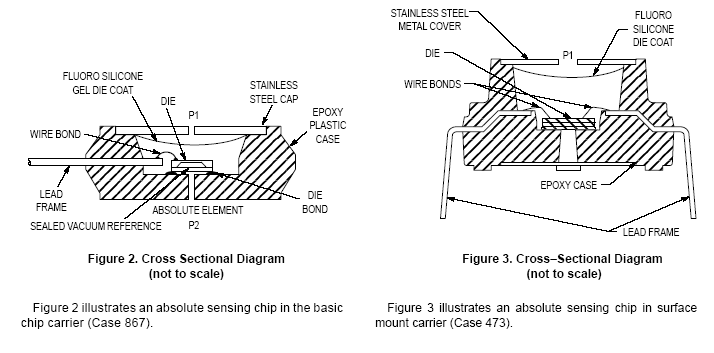 FLUORO SILICONE
GEL DIE COAT
DIE
P1
STAINLESS
STEEL CAP
EPOXY
PLASTIC
CASE
WIRE BOND
LEAD
FRAME
SEALED VACUUM REFERENCE
ABSOLUTE ELEMENT
P2
DIE
BOND
Figure 2. Cross Sectional Diagram
(not to scale)
Figure 2 illustrates an absolute sensing chip in the basic
chip carrier (Case 867).
STAINLESS STEEL
METAL COVER
P1
FLUORO
SILICONE
DIE COAT
DIE
WIRE BONDS
EPOXY CASE
LEAD FRAME
Figure 3. Cross–Sectional Diagram
(not to scale)
Figure 3 illustrates an absolute sensing chip in surface
mount carrier (Case 473).